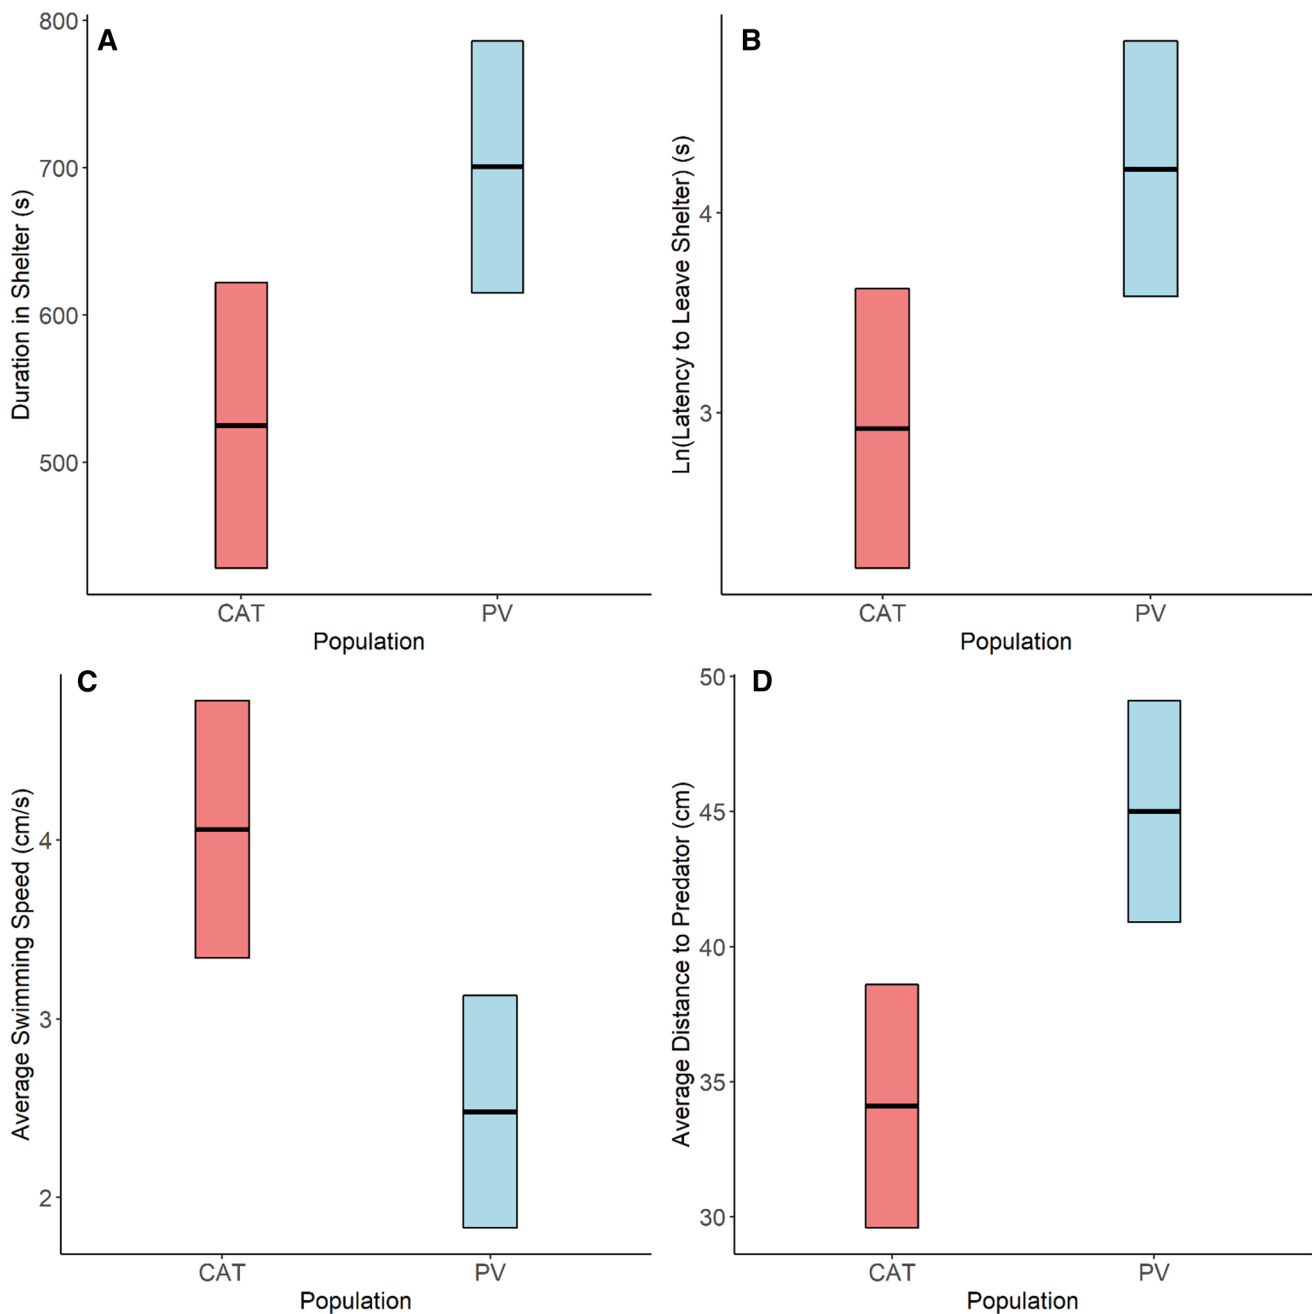 A
Duration in Shelter (s)
800
700
600
500
CAT PV
Population
B
Ln(Latency to Leave Shelter) (s)
4
3
CAT PV
Population
C
Average Swimming Speed (cm/s)
4
3
2
CAT PV
Population
D
Average Distance to Predator (cm)
50
45
40
35
30
CAT PV
Population